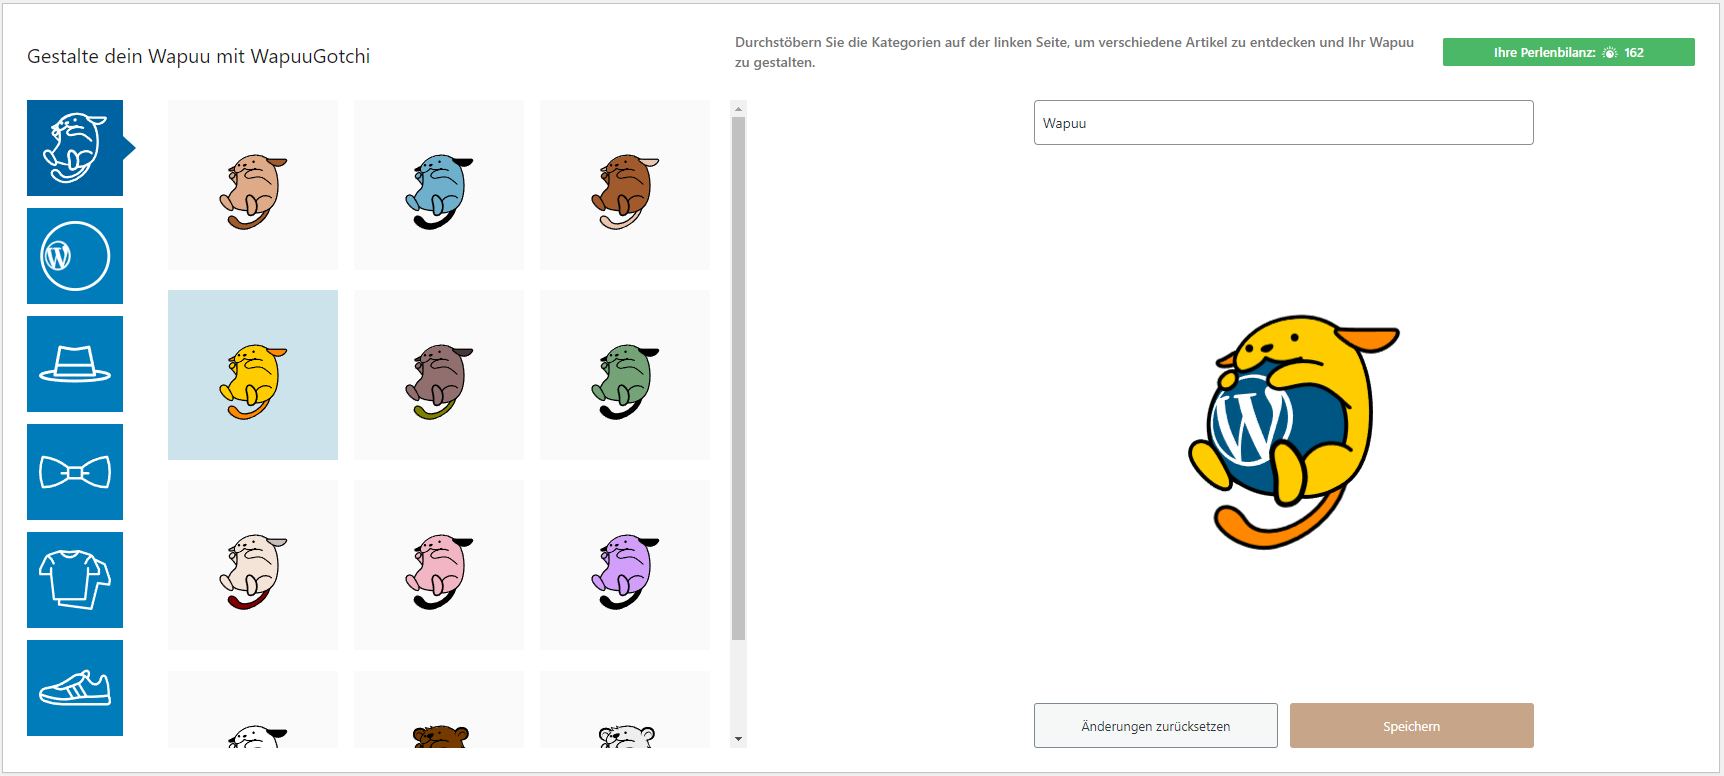 Gestalte dein Wapuu mit WapuuGotchi
Durchstöbern Sie die Kategorien auf der linken Seite, um verschiedene Artikel zu entdecken und Ihr Wapuu
zu gestalten.
Ihre Perlenbilanz: 162
Wapuu
W
W
Änderungen zurücksetzen
Speichern